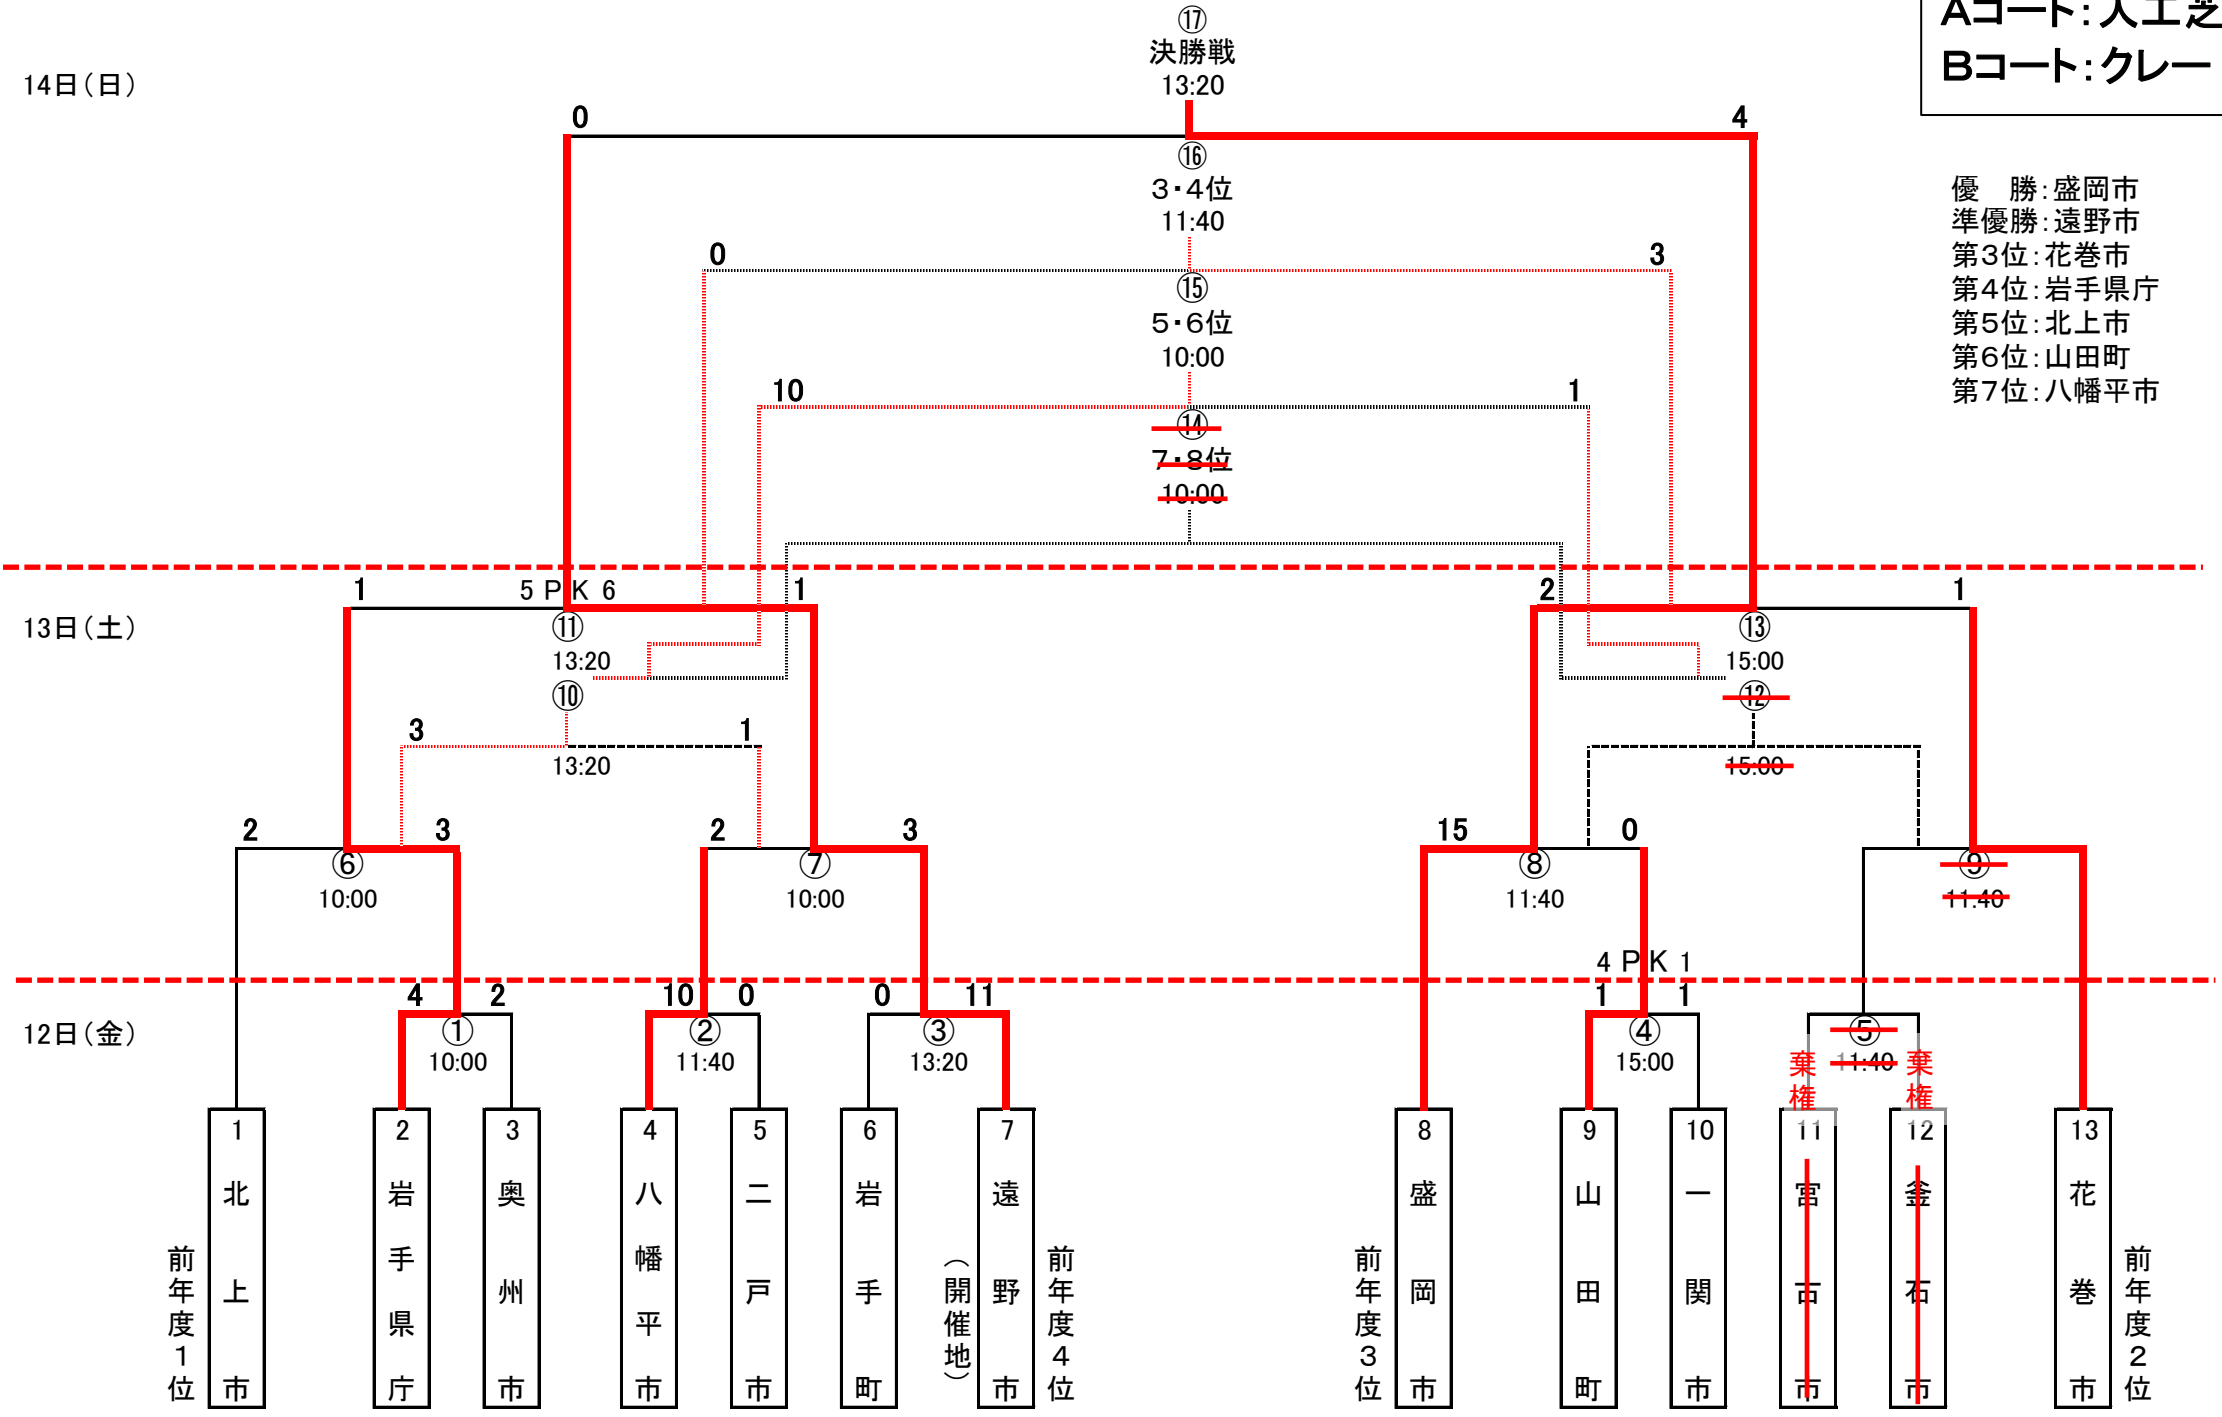 Aコート：人工芝
Bコート：クレー
⑰
決勝戦
13:20
14日（日）
0
4
⑯
3・4位
11:40
優　勝：盛岡市
準優勝：遠野市
第3位：花巻市
第4位：岩手県庁
第5位：北上市
第6位：山田町
第7位：八幡平市
0
3
⑮
5・6位
10:00
10
1
⑭
7・8位
10:00
13日（土）
1
5 P K 6
1
⑪
13:20
2
1
⑬
15:00
⑩
3
1
13:20
⑫
15:00
2
3
⑥
10:00
2
3
⑦
10:00
15
0
⑧
11:40
⑨
11:40
12日（金）
4
2
①
10:00
10
0
②
11:40
0
11
③
13:20
4 P K 1
1
1
④
15:00
⑤
11:40
棄権
棄権
前年度1位
1
北上市
2
岩手県庁
3
奥州市
4
八幡平市
5
二戸市
6
岩手町
（開催地）
7
遠野市
前年度4位
前年度3位
8
盛岡市
9
山田町
10
一関市
11
宮古市
12
釜石市
13
花巻市
前年度2位